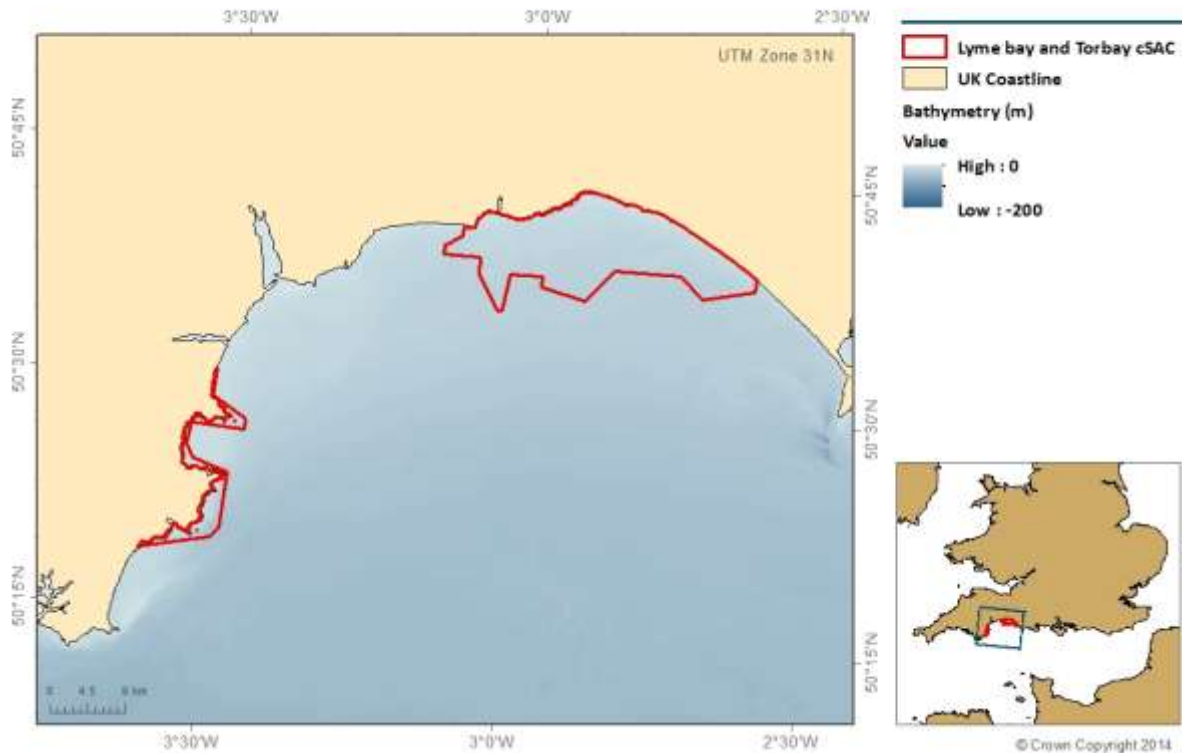 3°30'W 3°0'W 2°30'W
UTM Zone 31N
50°45'N
50°30'N
50°15'N
50°45'N
50°30'N
50°15'N
0 4.5 9 km
3°30'W 3°0'W 2°30'W
Lyme bay and Torbay cSAC
UK Coastline
Bathymetry (m)
Value
High : 0
Low : -200
© Crown Copyright 2014